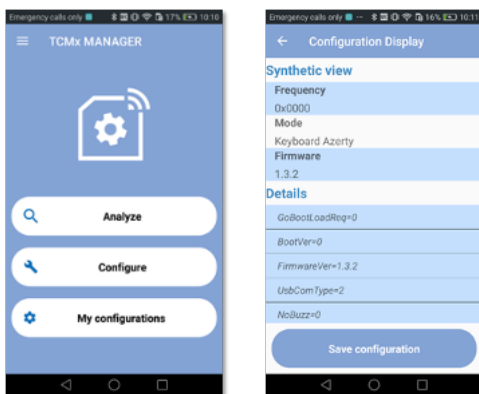 Emergency calls only 17% 10:10
TCMx MANAGER
Analyze
Configure
My configurations
Emergency calls only 16% 10:11
Configuration Display
Synthetic view
Frequency
0x0000
Mode
Keyboard Azerty
Firmware
1.3.2
Details
GoBootLoadReq=0
BootVer=0
FirmwareVer=1.3.2
UsbComType=2
NoBuzz=0
Save configuration